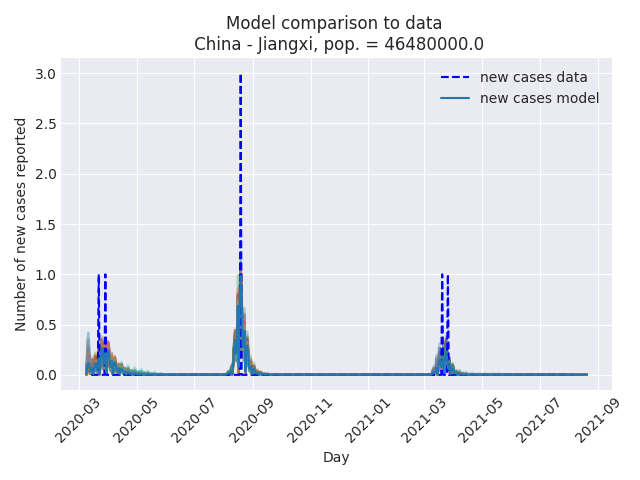 Model comparison to data
China - Jiangxi, pop. = 46480000.0
new cases data
new cases model
Number of new cases reported
3.0
2.5
2.0
1.5
1.0
0.5
0.0
2020-03
2020-05
2020-07
2020-09
2020-11
2021-01
2021-03
2021-05
2021-07
2021-09
Day